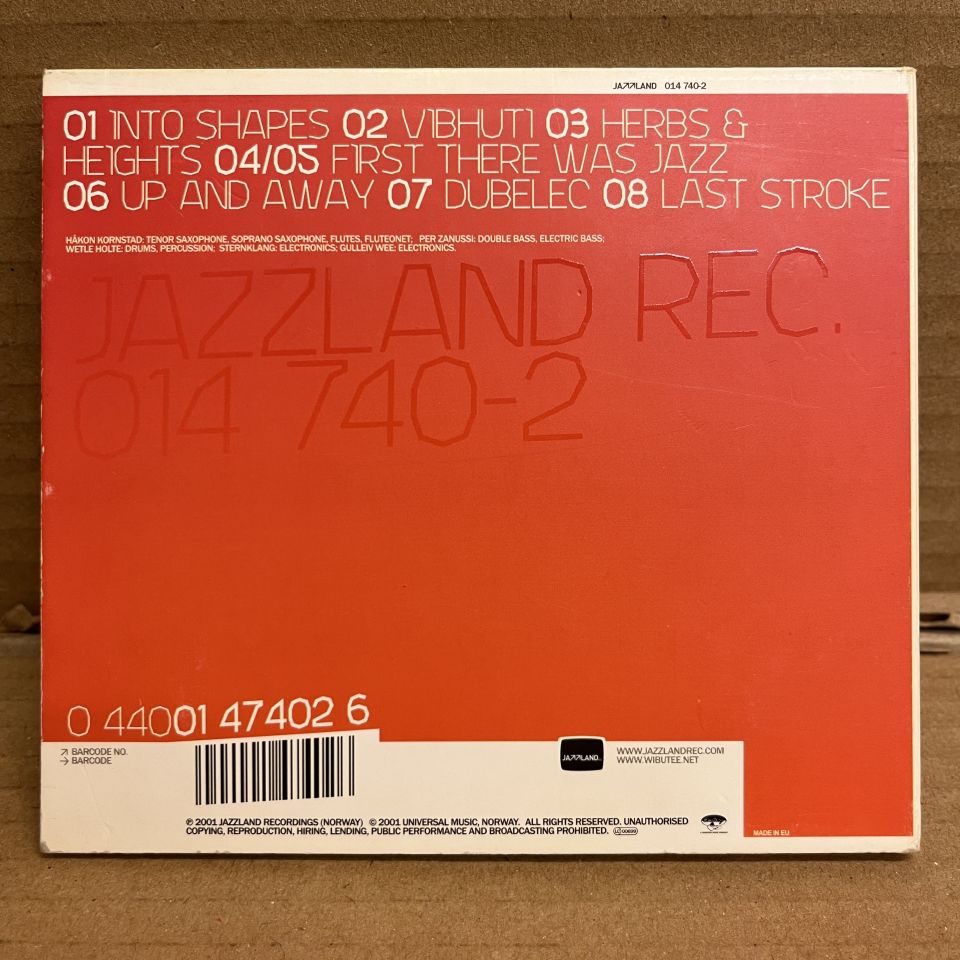 JAZZLAND 014 740-2
01 INTO SHAPES 02 VIBHUTI 03 HERBS &
HEIGHTS 04/05 FIRST THERE WAS JAZZ
06 UP AND AWAY 07 DUBELEC 08 LAST STROKE
HÅKON KORNSTAD: TENOR SAXOPHONE, SOPRANO SAXOPHONE, FLUTES, FLUTEONET; PER ZANUSSI: DOUBLE BASS, ELECTRIC BASS;
WETLE HOLTE: DRUMS, PERCUSSION; STERNKLANG: ELECTRONICS: GULLEIV WEE: ELECTRONICS.
JAZZLAND REC.
014 740-2
0 44001 47402 6
↗ BARCODE NO.
→ BARCODE
JAZZLAND
WWW.JAZZLANDREC.COM
WWW.WIBUTEE.NET
℗ 2001 JAZZLAND RECORDINGS (NORWAY) © 2001 UNIVERSAL MUSIC, NORWAY. ALL RIGHTS RESERVED. UNAUTHORISED
COPYING, REPRODUCTION, HIRING, LENDING, PUBLIC PERFORMANCE AND BROADCASTING PROHIBITED. LC 00699
MADE IN EU